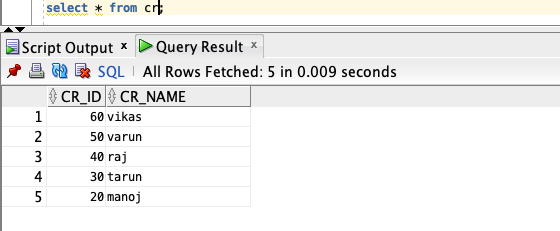 select * from cr;
Script Output x Query Result x
SQL All Rows Fetched: 5 in 0.009 seconds
CR_ID CR_NAME
1 60 vikas
2 50 varun
3 40 raj
4 30 tarun
5 20 manoj